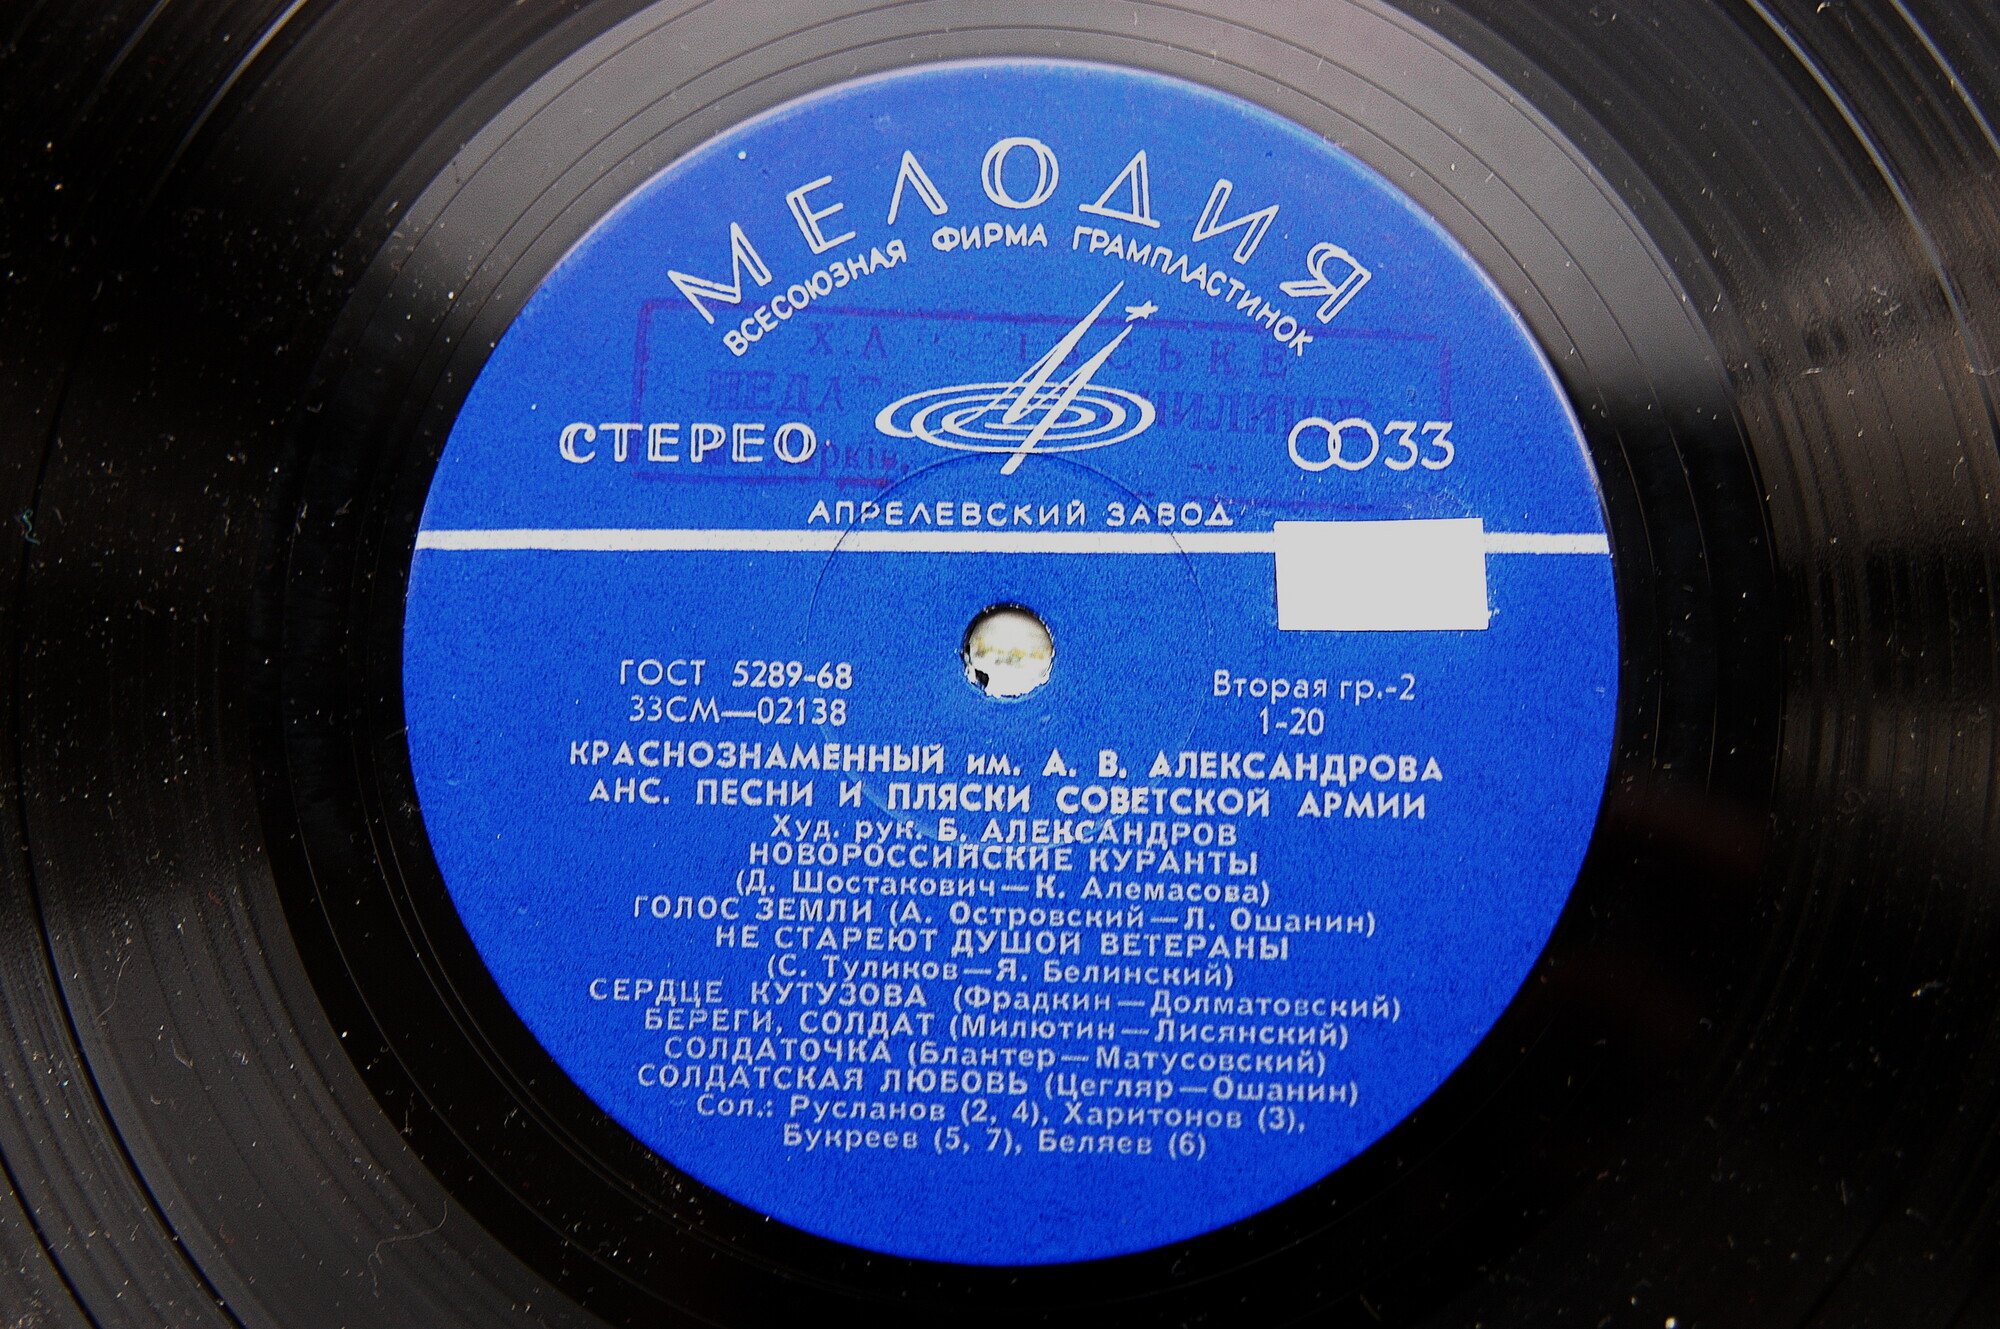 МЕЛОДИЯ
ВСЕСОЮЗНАЯ ФИРМА ГРАМПЛАСТИНОК
СТЕРЕО
33
АПРЕЛЕВСКИЙ ЗАВОД
ГОСТ 5289-68
33СМ—02138
Вторая гр.-2
1-20
КРАСНОЗНАМЕННЫЙ им. А. В. АЛЕКСАНДРОВА
АНС. ПЕСНИ И ПЛЯСКИ СОВЕТСКОЙ АРМИИ
Худ. рук. Б. АЛЕКСАНДРОВ
НОВОРОССИЙСКИЕ КУРАНТЫ
(Д. Шостакович—К. Алемасова)
ГОЛОС ЗЕМЛИ (А. Островский—Л. Ошанин)
НЕ СТАРЕЮТ ДУШОЙ ВЕТЕРАНЫ
(С. Туликов—Я. Белинский)
СЕРДЦЕ КУТУЗОВА (Фрадкин—Долматовский)
БЕРЕГИ, СОЛДАТ (Милютин—Лисянский)
СОЛДАТОЧКА (Блантер—Матусовский)
СОЛДАТСКАЯ ЛЮБОВЬ (Цегляр—Ошанин)
Сол.: Русланов (2, 4), Харитонов (3),
Букреев (5, 7), Беляев (6)